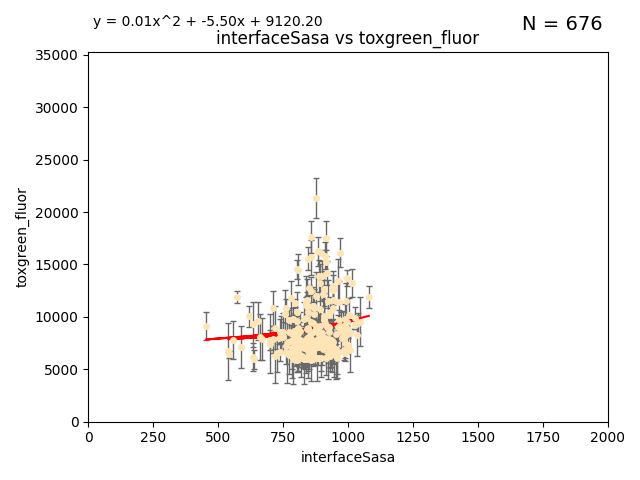 y = 0.01x^2 + -5.50x + 9120.20
N = 676
interfaceSasa vs toxgreen_fluor
35000
30000
25000
20000
15000
10000
5000
0
toxgreen_fluor
0 250 500 750 1000 1250 1500 1750 2000
interfaceSasa